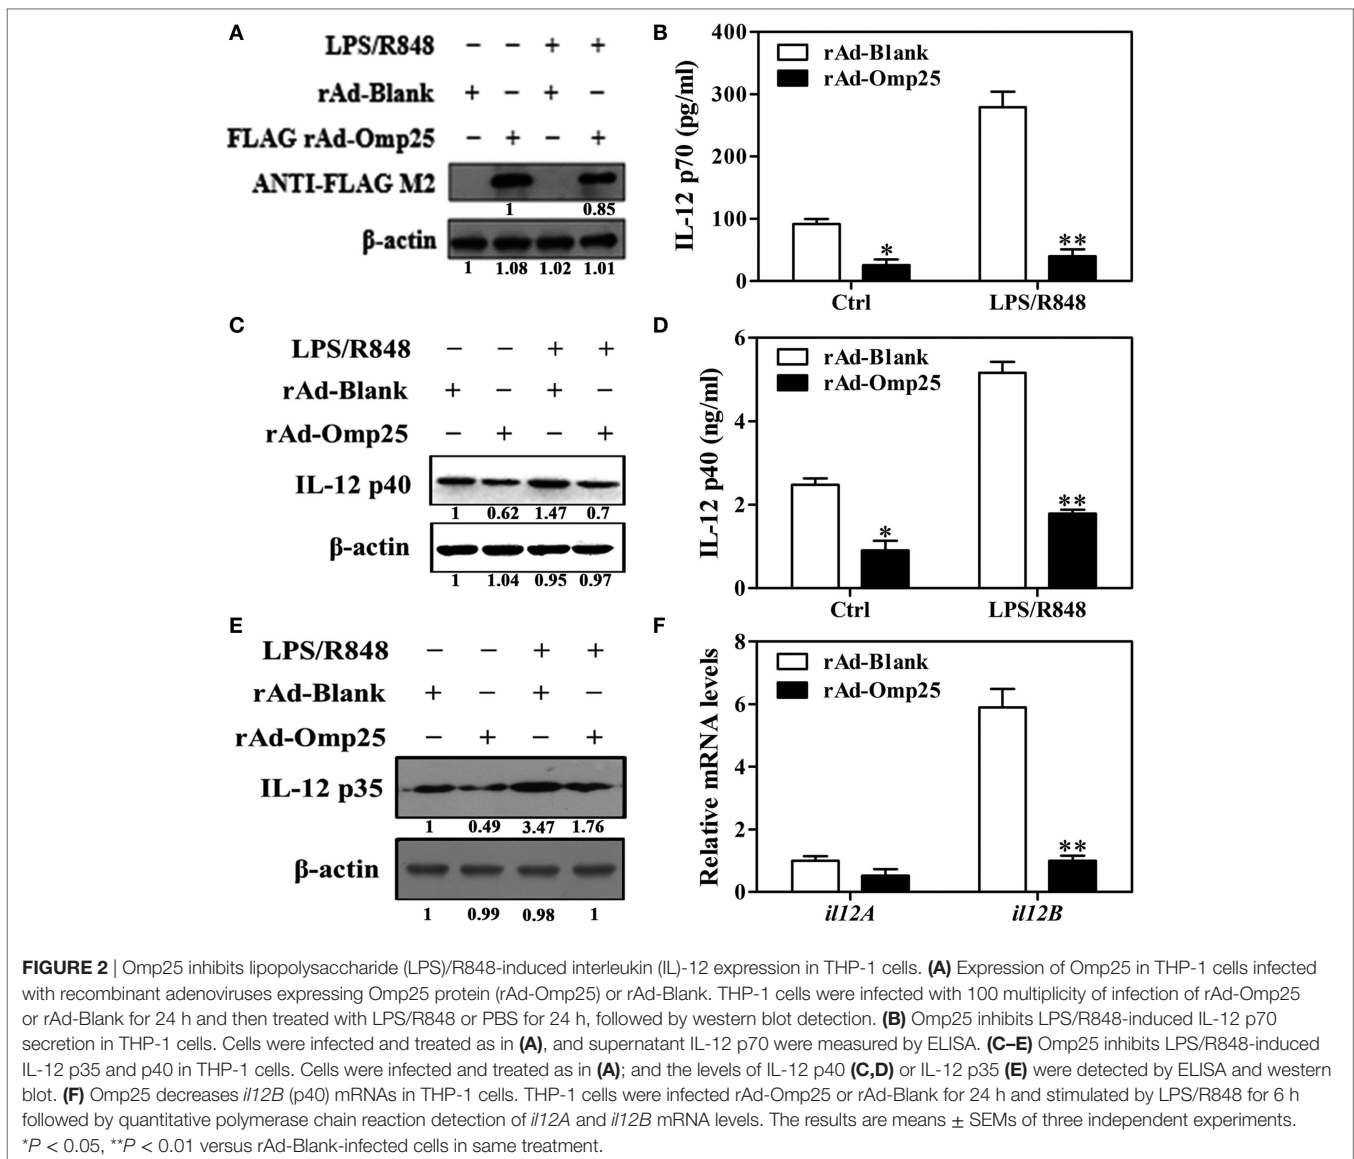 A
LPS/R848 − − + +
rAd-Blank + − + −
FLAG rAd-Omp25 − + − +
ANTI-FLAG M2
1 0.85
β-actin
1 1.08 1.02 1.01
B
400
300
200
100
0
IL-12 p70 (pg/ml)
rAd-Blank
rAd-Omp25
*
**
Ctrl LPS/R848
C
LPS/R848 − − + +
rAd-Blank + − + −
rAd-Omp25 − + − +
IL-12 p40
1 0.62 1.47 0.7
β-actin
1 1.04 0.95 0.97
D
6
4
2
0
IL-12 p40 (ng/ml)
rAd-Blank
rAd-Omp25
*
**
Ctrl LPS/R848
E
LPS/R848 − − + +
rAd-Blank + − + −
rAd-Omp25 − + − +
IL-12 p35
1 0.49 3.47 1.76
β-actin
1 0.99 0.98 1
F
8
6
4
2
0
Relative mRNA levels
rAd-Blank
rAd-Omp25
**
il12A il12B
FIGURE 2 | Omp25 inhibits lipopolysaccharide (LPS)/R848-induced interleukin (IL)-12 expression in THP-1 cells. (A) Expression of Omp25 in THP-1 cells infected
with recombinant adenoviruses expressing Omp25 protein (rAd-Omp25) or rAd-Blank. THP-1 cells were infected with 100 multiplicity of infection of rAd-Omp25
or rAd-Blank for 24 h and then treated with LPS/R848 or PBS for 24 h, followed by western blot detection. (B) Omp25 inhibits LPS/R848-induced IL-12 p70
secretion in THP-1 cells. Cells were infected and treated as in (A), and supernatant IL-12 p70 were measured by ELISA. (C–E) Omp25 inhibits LPS/R848-induced
IL-12 p35 and p40 in THP-1 cells. Cells were infected and treated as in (A); and the levels of IL-12 p40 (C,D) or IL-12 p35 (E) were detected by ELISA and western
blot. (F) Omp25 decreases il12B (p40) mRNAs in THP-1 cells. THP-1 cells were infected rAd-Omp25 or rAd-Blank for 24 h and stimulated by LPS/R848 for 6 h
followed by quantitative polymerase chain reaction detection of il12A and il12B mRNA levels. The results are means ± SEMs of three independent experiments.
*P < 0.05, **P < 0.01 versus rAd-Blank-infected cells in same treatment.